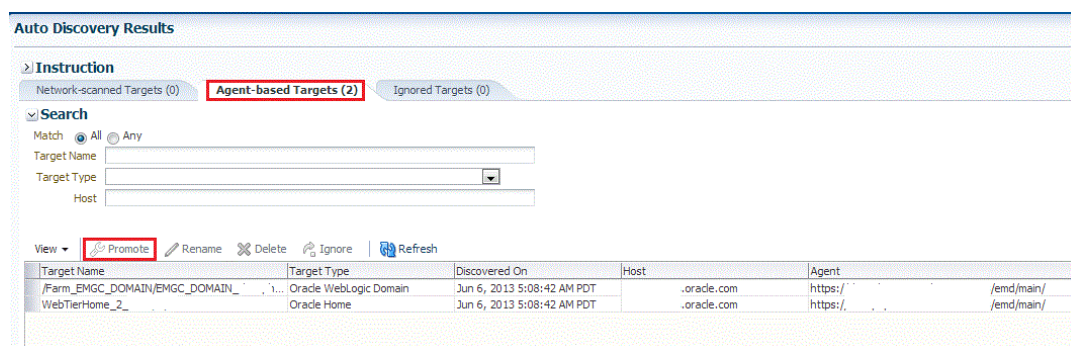 Auto Discovery Results
Instruction
Network-scanned Targets (0) Agent-based Targets (2) Ignored Targets (0)
Search
Match All Any
Target Name
Target Type
Host
View Promote Rename Delete Ignore Refresh
Target Name Target Type Discovered On Host Agent
/Farm_EMGC_DOMAIN/EMGC_DOMAIN_ ... Oracle WebLogic Domain Jun 6, 2013 5:08:42 AM PDT .oracle.com https:/ /emd/main/
WebTierHome_2_ Oracle Home Jun 6, 2013 5:08:42 AM PDT .oracle.com https:/ /emd/main/